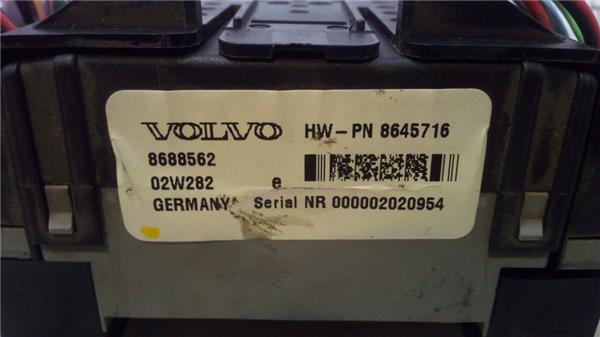 VOLVO HW-PN 8645716
8688562
02W282 e
GERMANY Serial NR 000002020954